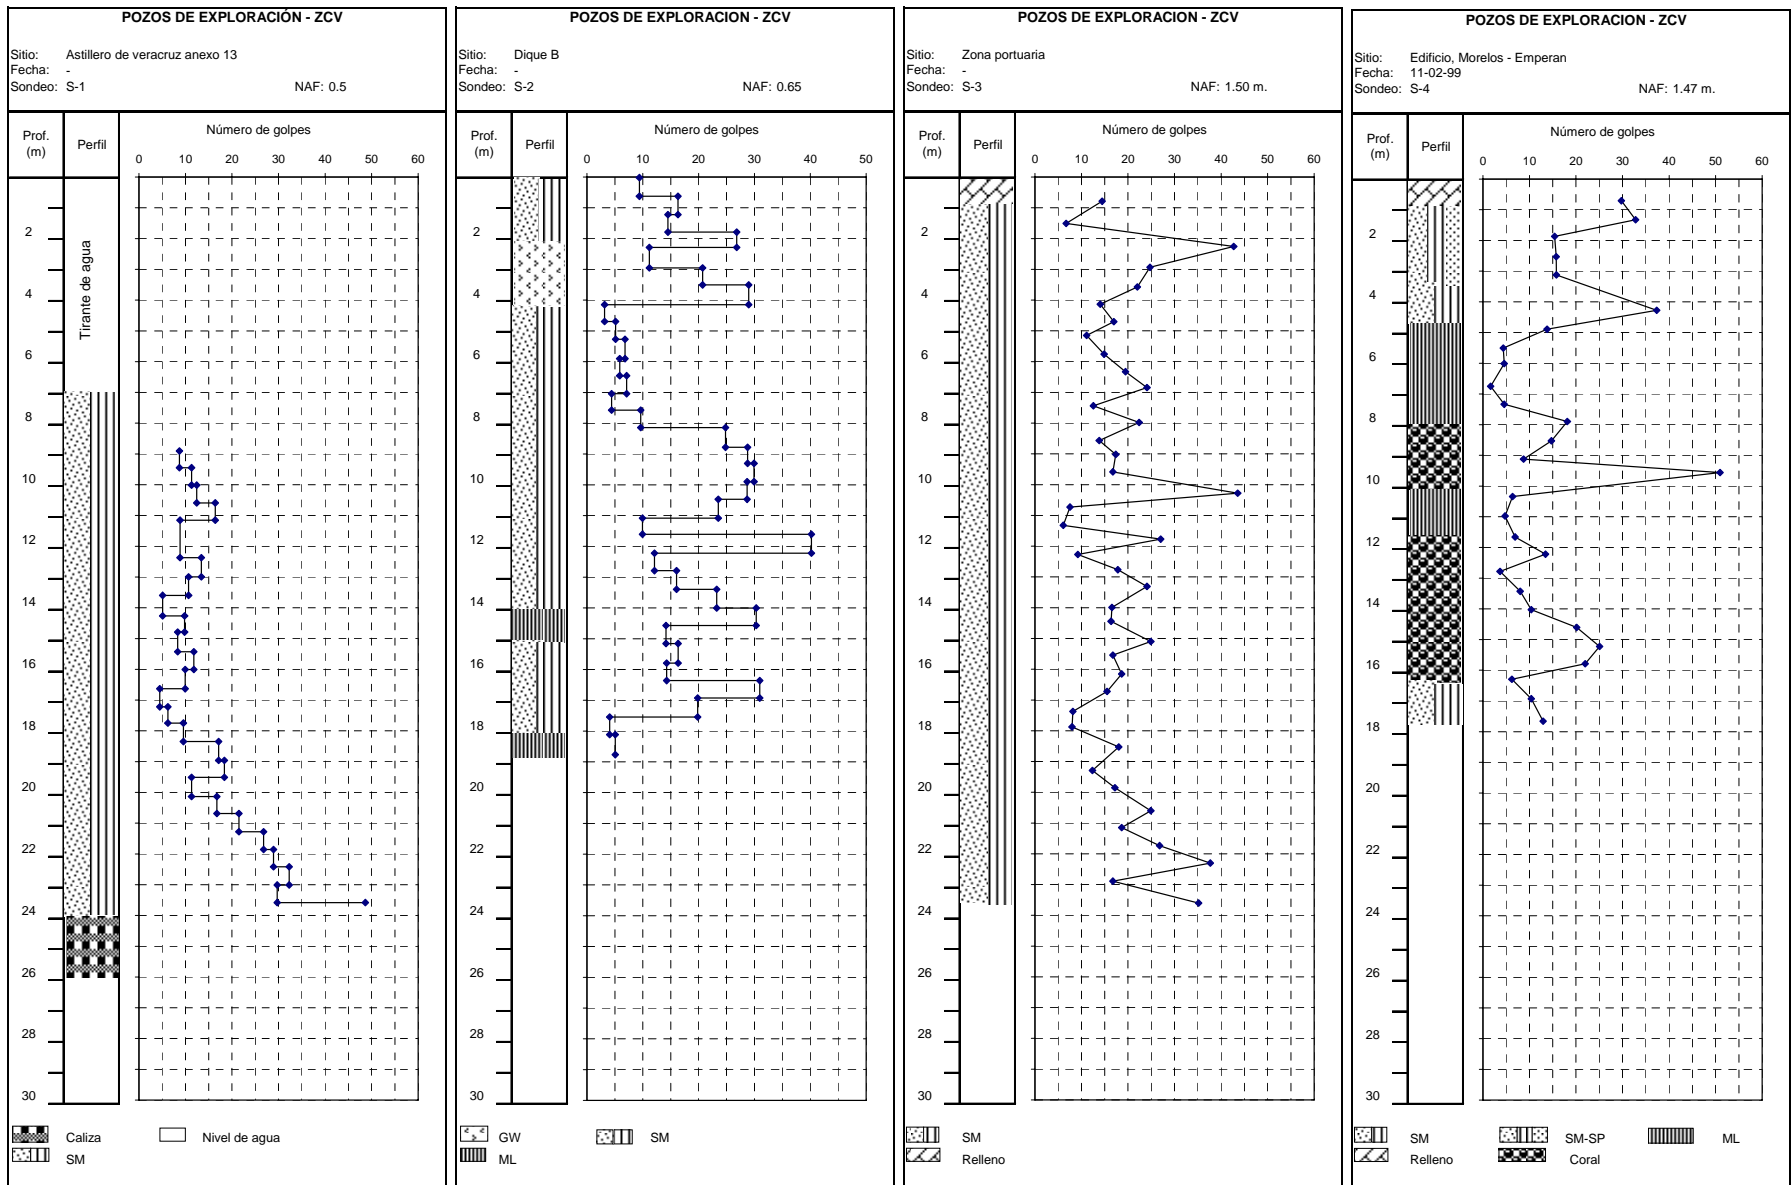 POZOS DE EXPLORACIÓN - ZCV
Sitio: Astillero de veracruz anexo 13
Fecha: -
Sondeo: S-1 NAF: 0.5
Prof. (m)
Perfil
Número de golpes
0 10 20 30 40 50 60
Tirante de agua
2
4
6
8
10
12
14
16
18
20
22
24
26
28
30
Caliza Nivel de agua
SM
POZOS DE EXPLORACION - ZCV
Sitio: Dique B
Fecha: -
Sondeo: S-2 NAF: 0.65
Prof. (m)
Perfil
Número de golpes
0 10 20 30 40 50
2
4
6
8
10
12
14
16
18
20
22
24
26
28
30
GW SM
ML
POZOS DE EXPLORACION - ZCV
Sitio: Zona portuaria
Fecha: -
Sondeo: S-3 NAF: 1.50 m.
Prof. (m)
Perfil
Número de golpes
0 10 20 30 40 50 60
2
4
6
8
10
12
14
16
18
20
22
24
26
28
30
SM
Relleno
POZOS DE EXPLORACION - ZCV
Sitio: Edificio, Morelos - Emperan
Fecha: 11-02-99
Sondeo: S-4 NAF: 1.47 m.
Prof. (m)
Perfil
Número de golpes
0 10 20 30 40 50 60
2
4
6
8
10
12
14
16
18
20
22
24
26
28
30
SM SM-SP ML
Relleno Coral